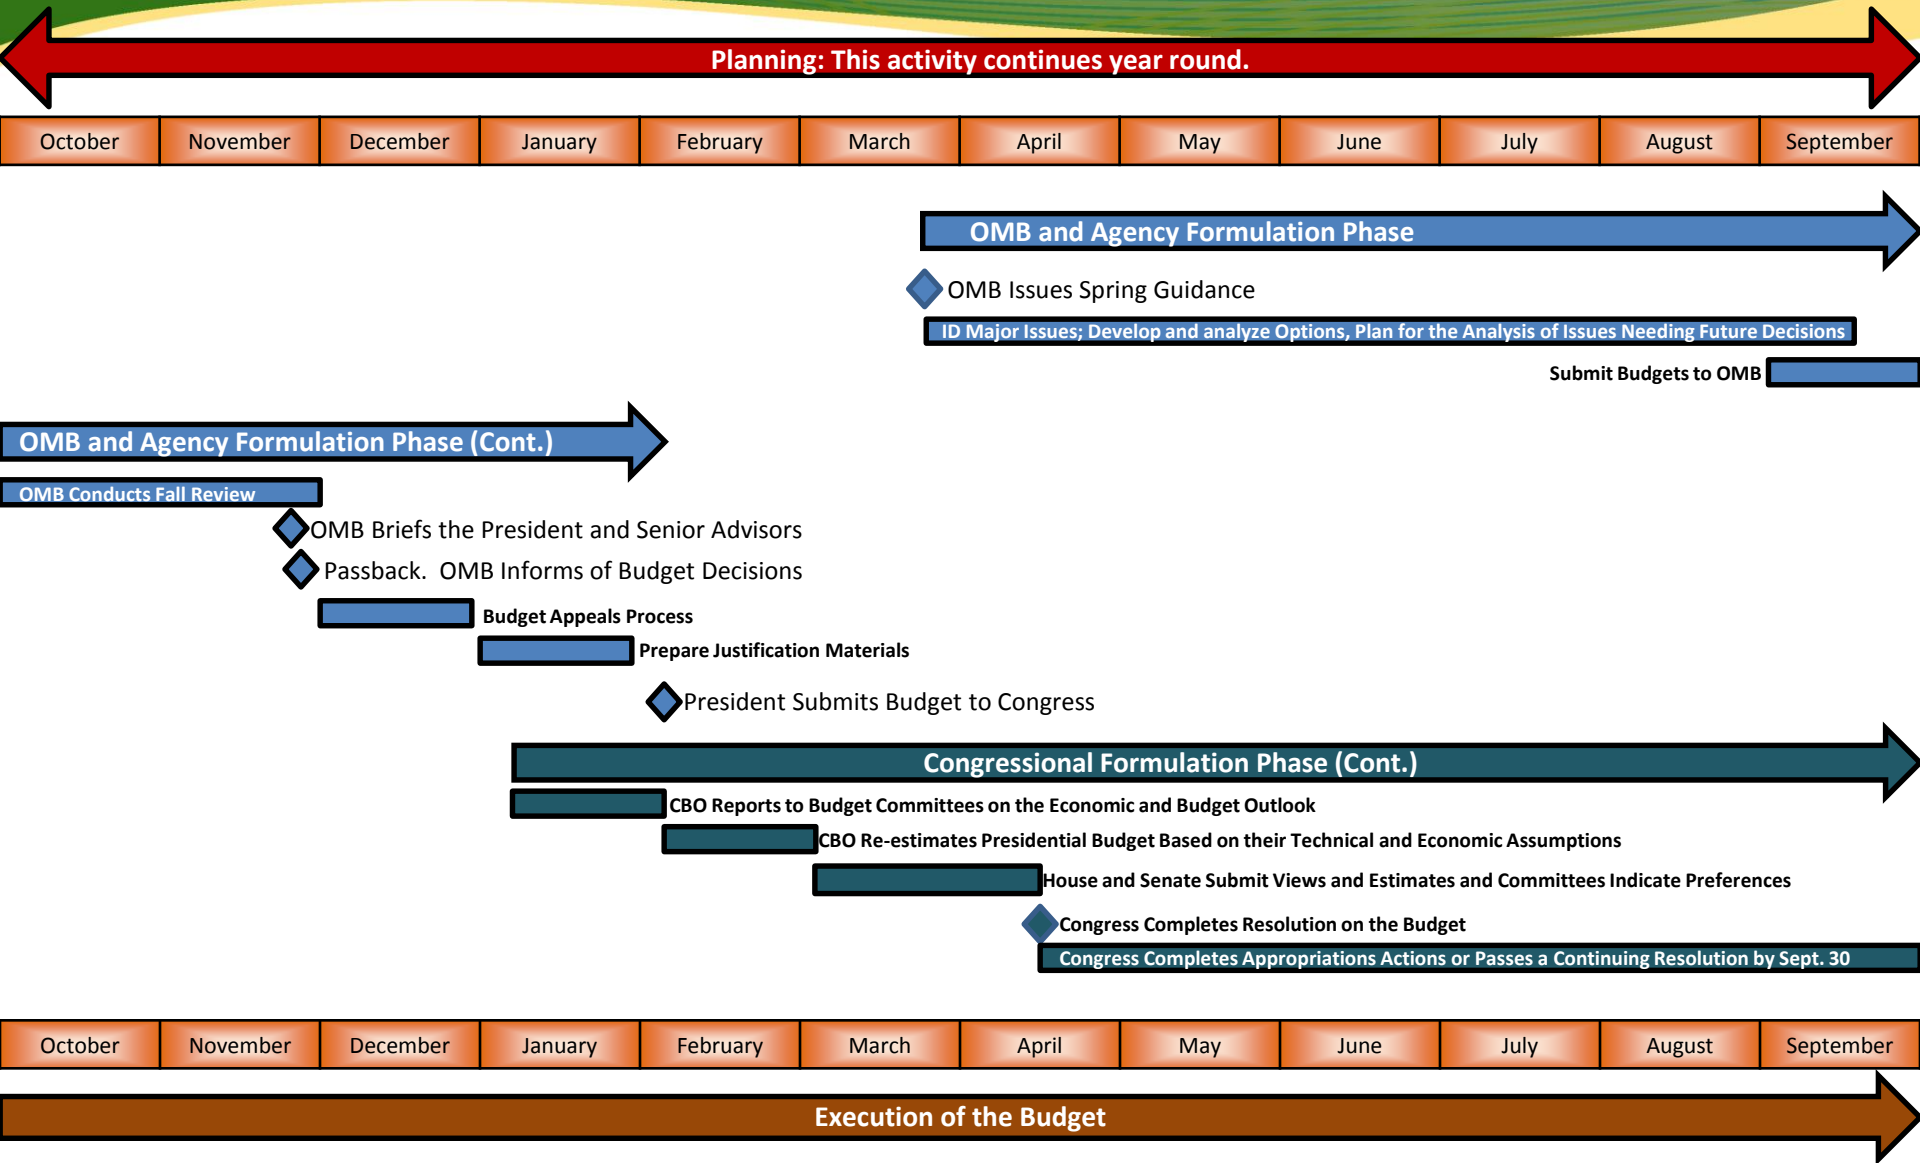 Planning: This activity continues year round.
October November December January February March April May June July August September
OMB and Agency Formulation Phase
OMB Issues Spring Guidance
ID Major Issues; Develop and analyze Options, Plan for the Analysis of Issues Needing Future Decisions
Submit Budgets to OMB
OMB and Agency Formulation Phase (Cont.)
OMB Conducts Fall Review
OMB Briefs the President and Senior Advisors
Passback.  OMB Informs of Budget Decisions
Budget Appeals Process
Prepare Justification Materials
President Submits Budget to Congress
Congressional Formulation Phase (Cont.)
CBO Reports to Budget Committees on the Economic and Budget Outlook
CBO Re-estimates Presidential Budget Based on their Technical and Economic Assumptions
House and Senate Submit Views and Estimates and Committees Indicate Preferences
Congress Completes Resolution on the Budget
Congress Completes Appropriations Actions or Passes a Continuing Resolution by Sept. 30
October November December January February March April May June July August September
Execution of the Budget